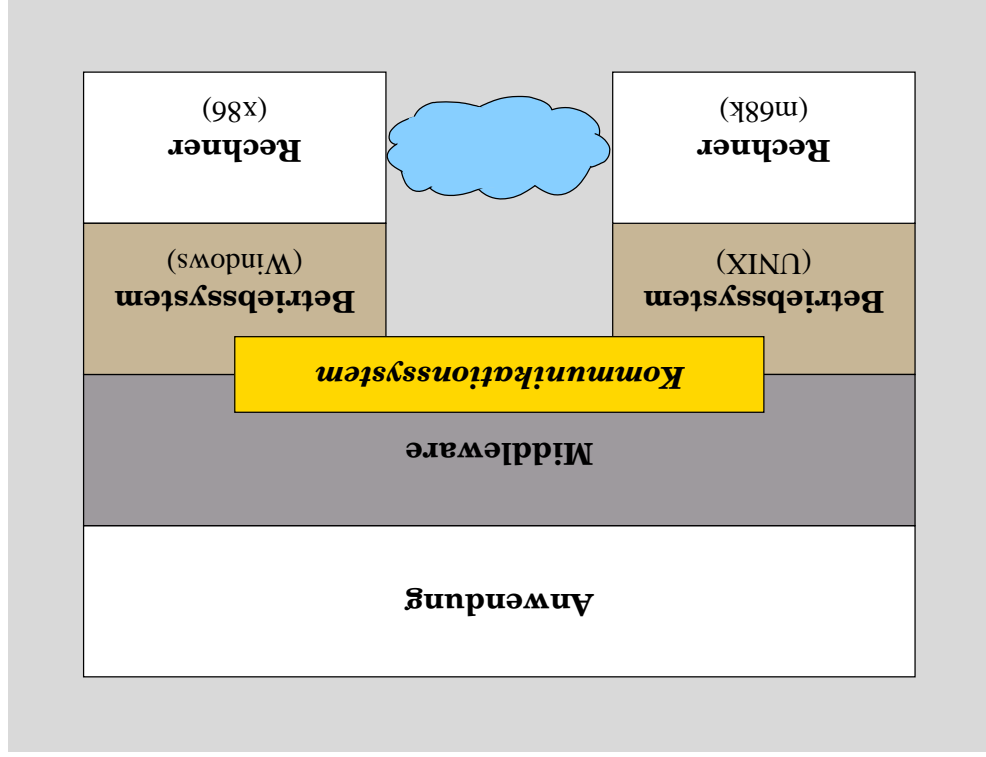 Anwendung
Middleware
Kommunikationssystem
Betriebssystem
(UNIX)
Betriebssystem
(Windows)
Rechner
(m68k)
Rechner
(x86)